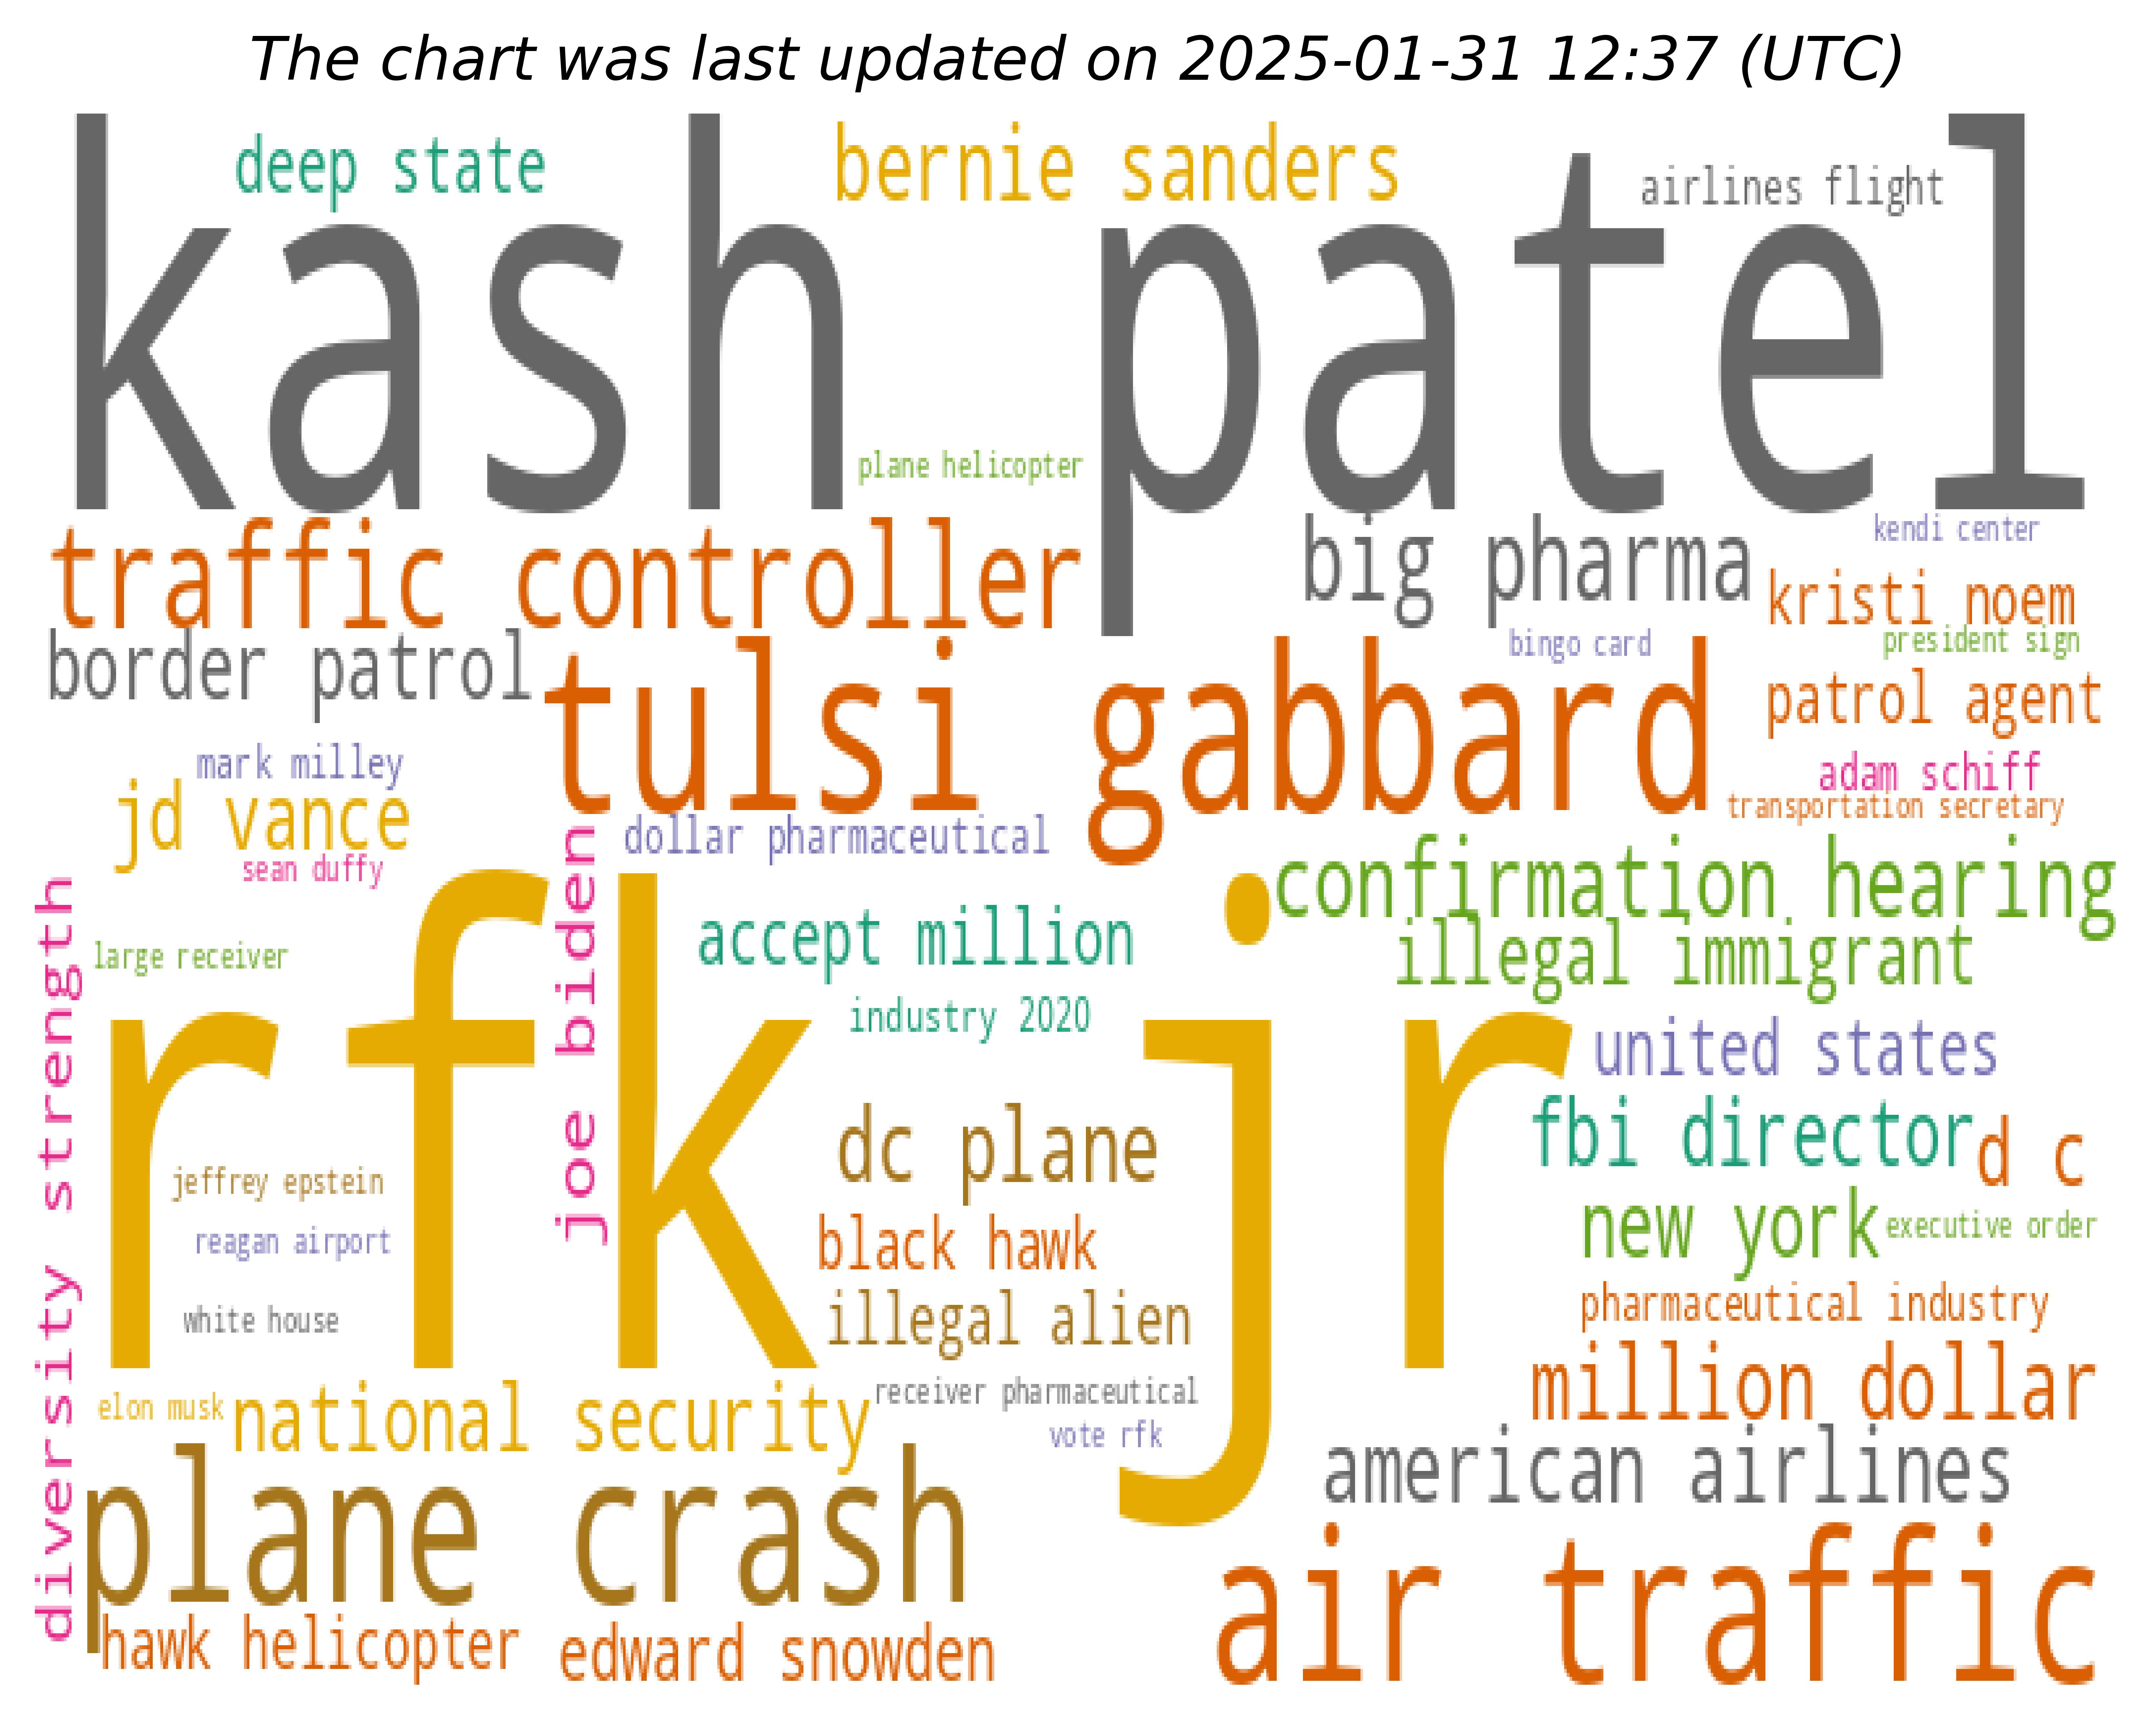 The chart was last updated on 2025-01-31 12:37 (UTC)
deep state
bernie sanders
airlines flight
kash patel
plane helicopter
traffic controller
big pharma
kendi center
kristi noem
border patrol
bingo card
president sign
tulsi gabbard
patrol agent
mark milley
adam schiff
jd vance
transportation secretary
dollar pharmaceutical
sean duffy
joe biden
confirmation hearing
diversity strength
large receiver
accept million
illegal immigrant
rfk jr
industry 2020
united states
dc plane
fbi director
d c
jeffrey epstein
reagan airport
black hawk
new york
executive order
white house
illegal alien
pharmaceutical industry
elon musk
national security
receiver pharmaceutical
million dollar
vote rfk
plane crash
american airlines
air traffic
hawk helicopter
edward snowden